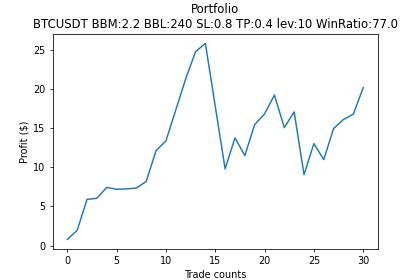 Portfolio
BTCUSDT BBM:2.2 BBL:240 SL:0.8 TP:0.4 lev:10 WinRatio:77.0
Profit ($)
25
20
15
10
5
0
0 5 10 15 20 25 30
Trade counts